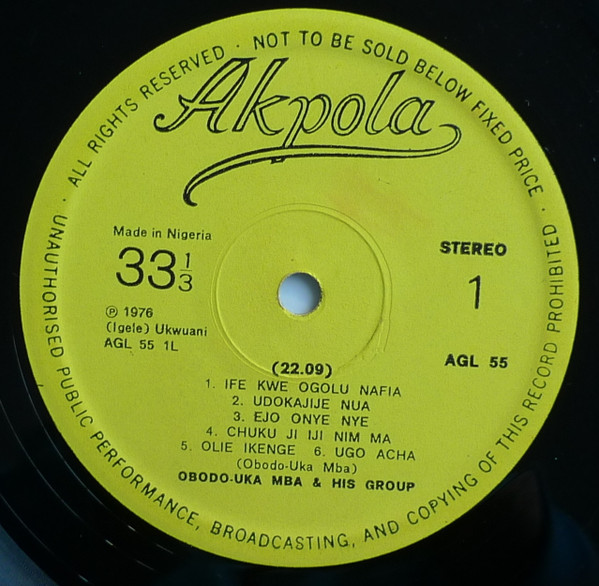 ALL RIGHTS RESERVED · NOT TO BE SOLD BELOW FIXED PRICE ·
UNAUTHORISED PUBLIC PERFORMANCE, BROADCASTING, AND COPYING OF THIS RECORD PROHIBITED ·
Akpola
Made in Nigeria
33 1/3
STEREO
1
℗ 1976
(Igele) Ukwuani
AGL 55 1L
AGL 55
(22.09)
1. IFE KWE OGOLU NAFIA
2. UDOKAJIJE NUA
3. EJO ONYE NYE
4. CHUKU JI IJI NIM MA
5. OLIE IKENGE 6. UGO ACHA
(Obodo-Uka Mba)
OBODO-UKA MBA & HIS GROUP